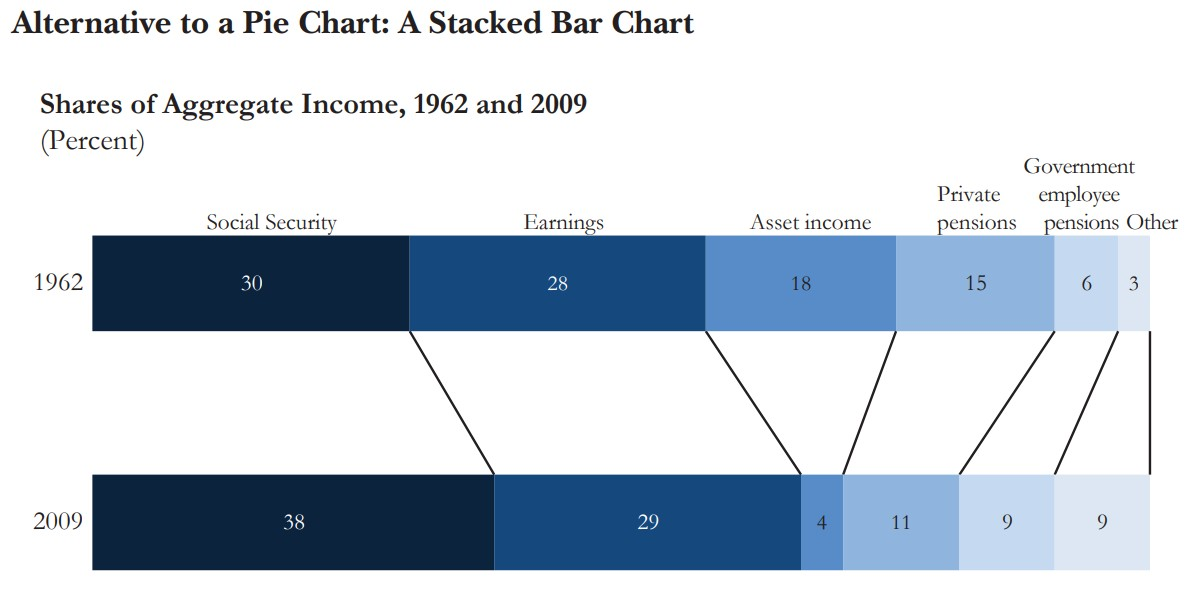 Alternative to a Pie Chart: A Stacked Bar Chart
Shares of Aggregate Income, 1962 and 2009
(Percent)
Social Security
Earnings
Asset income
Private
pensions
Government
employee
pensions
Other
1962
30
28
18
15
6
3
2009
38
29
4
11
9
9